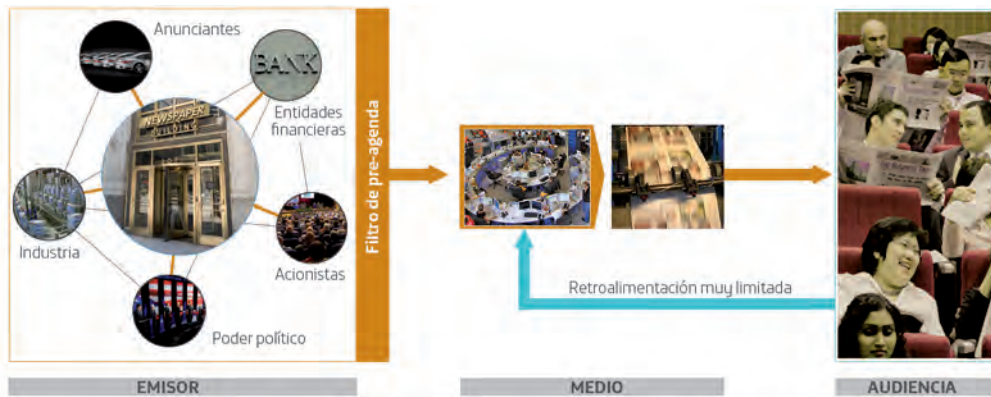 Anunciantes
BANK
NEWSPAPER
BUILDING
Entidades
financieras
Industria
Acionistas
Poder político
Filtro de pre-agenda
Retroalimentación muy limitada
EMISOR
MEDIO
AUDIENCIA